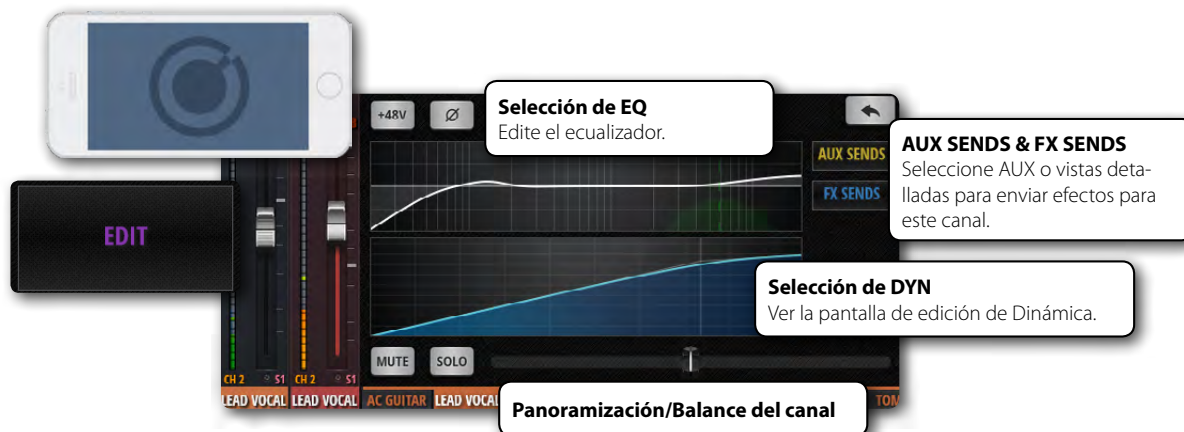 +48V
Ø
Selección de EQ
Edite el ecualizador.
AUX SENDS
FX SENDS
AUX SENDS & FX SENDS
Seleccione AUX o vistas deta-
lladas para enviar efectos para
este canal.
EDIT
Selección de DYN
Ver la pantalla de edición de Dinámica.
MUTE
SOLO
CH 2
S1
CH 2
S1
LEAD VOCAL
LEAD VOCAL
AC GUITAR
LEAD VOCAL
TOM
Panoramización/Balance del canal